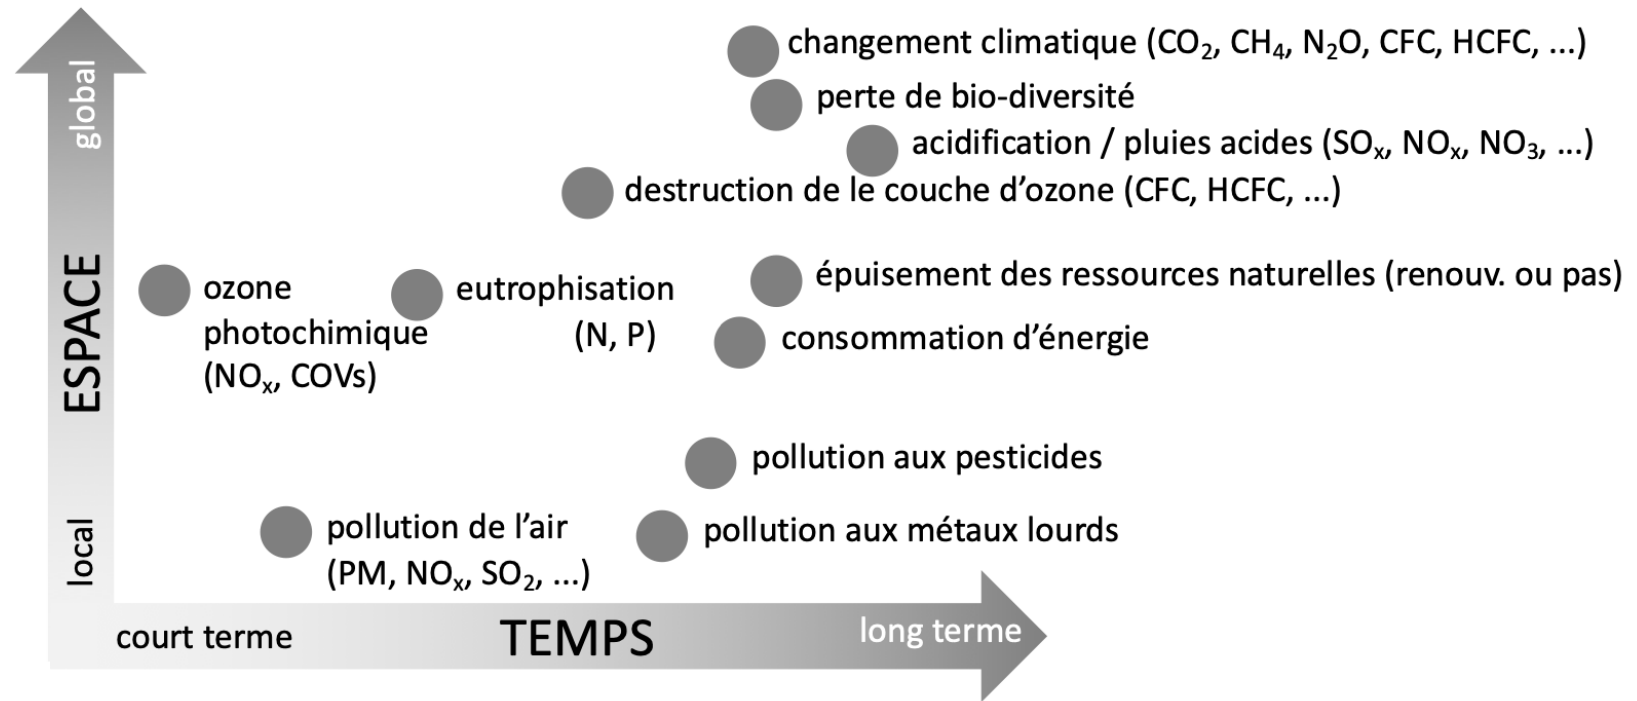 changement climatique (CO₂, CH₄, N₂O, CFC, HCFC, ...)
perte de bio-diversité
acidification / pluies acides (SOₓ, NOₓ, NO₃, ...)
destruction de le couche d’ozone (CFC, HCFC, ...)
global
ESPACE
local
ozone
photochimique
(NOₓ, COVs)
eutrophisation
(N, P)
épuisement des ressources naturelles (renouv. ou pas)
consommation d’énergie
pollution aux pesticides
pollution de l’air
(PM, NOₓ, SO₂, ...)
pollution aux métaux lourds
court terme
TEMPS
long terme